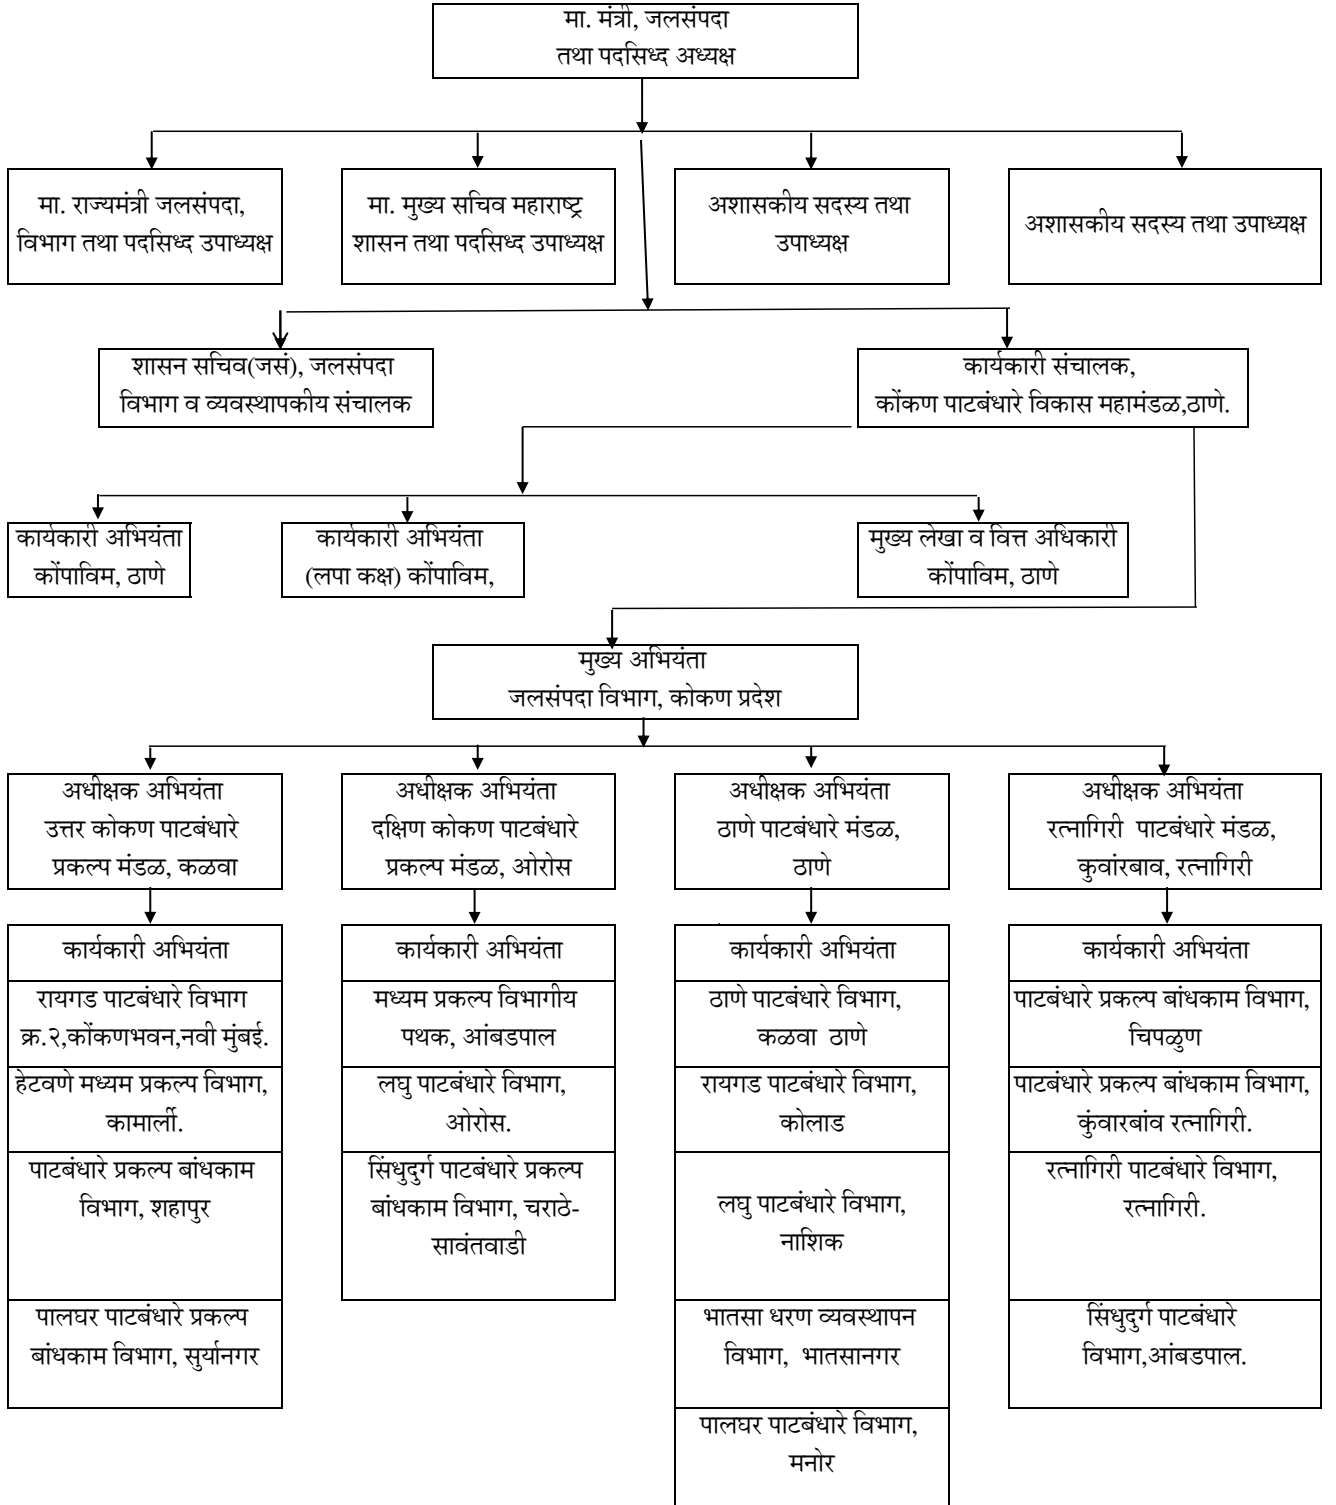 मा. मंत्री, जलसंपदा
तथा पदसिध्द अध्यक्ष
मा. राज्यमंत्री जलसंपदा,
विभाग तथा पदसिध्द उपाध्यक्ष
मा. मुख्य सचिव महाराष्ट्र
शासन तथा पदसिध्द उपाध्यक्ष
अशासकीय सदस्य तथा
उपाध्यक्ष
अशासकीय सदस्य तथा उपाध्यक्ष
शासन सचिव(जसं), जलसंपदा
विभाग व व्यवस्थापकीय संचालक
कार्यकारी संचालक,
कोंकण पाटबंधारे विकास महामंडळ,ठाणे.
कार्यकारी अभियंता
कोंपाविम, ठाणे
कार्यकारी अभियंता
(लपा कक्ष) कोंपाविम,
मुख्य लेखा व वित्त अधिकारी
कोंपाविम, ठाणे
मुख्य अभियंता
जलसंपदा विभाग, कोकण प्रदेश
अधीक्षक अभियंता
उत्तर कोकण पाटबंधारे
प्रकल्प मंडळ, कळवा
अधीक्षक अभियंता
दक्षिण कोकण पाटबंधारे
प्रकल्प मंडळ, ओरोस
अधीक्षक अभियंता
ठाणे पाटबंधारे मंडळ,
ठाणे
अधीक्षक अभियंता
रत्नागिरी पाटबंधारे मंडळ,
कुवांरबाव, रत्नागिरी
कार्यकारी अभियंता
रायगड पाटबंधारे विभाग
क्र.२,कोंकणभवन,नवी मुंबई.
हेटवणे मध्यम प्रकल्प विभाग,
कामार्ली.
पाटबंधारे प्रकल्प बांधकाम
विभाग, शहापुर
पालघर पाटबंधारे प्रकल्प
बांधकाम विभाग, सुर्यानगर
कार्यकारी अभियंता
मध्यम प्रकल्प विभागीय
पथक, आंबडपाल
लघु पाटबंधारे विभाग,
ओरोस.
सिंधुदुर्ग पाटबंधारे प्रकल्प
बांधकाम विभाग, चराठे-
सावंतवाडी
कार्यकारी अभियंता
ठाणे पाटबंधारे विभाग,
कळवा ठाणे
रायगड पाटबंधारे विभाग,
कोलाड
लघु पाटबंधारे विभाग,
नाशिक
भातसा धरण व्यवस्थापन
विभाग, भातसानगर
पालघर पाटबंधारे विभाग,
मनोर
कार्यकारी अभियंता
पाटबंधारे प्रकल्प बांधकाम विभाग,
चिपळुण
पाटबंधारे प्रकल्प बांधकाम विभाग,
कुंवारबांव रत्नागिरी.
रत्नागिरी पाटबंधारे विभाग,
रत्नागिरी.
सिंधुदुर्ग पाटबंधारे
विभाग,आंबडपाल.